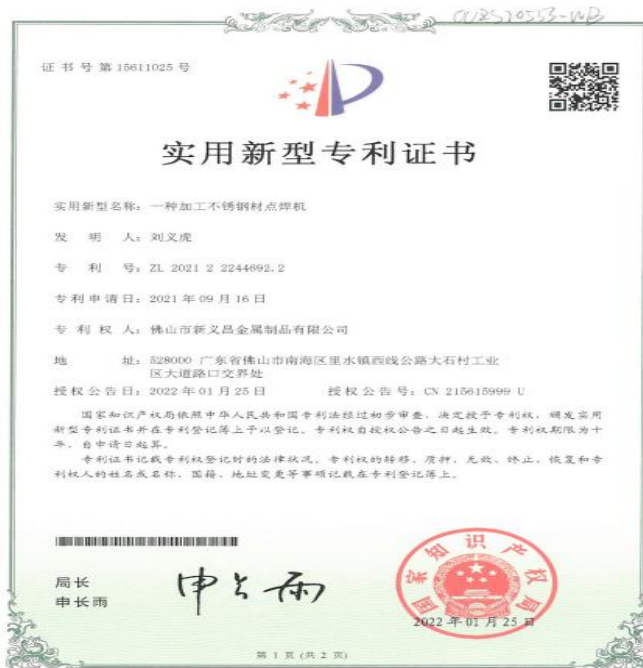 证书号第15611025号
实用新型专利证书
实用新型名称：一种加工不锈钢材点焊机
发 明 人：刘义虎
专 利 号：ZL 2021 2 2244692.2
专利申请日：2021年09月16日
专 利 权 人：佛山市新义昌金属制品有限公司
地 址：528000 广东省佛山市南海区里水镇西线公路大石村工业
区大道路口交界处
授权公告日：2022年01月25日 授权公告号：CN 215615999 U
国家知识产权局依照中华人民共和国专利法经过初步审查，决定授予专利权，颁发实用
新型专利证书并在专利登记簿上予以登记。专利权自授权公告之日起生效。专利权期限为十
年，自申请日起算。
专利证书记载专利权登记时的法律状况。专利权的转移、质押、无效、终止、恢复和专
利权人的姓名或名称、国籍、地址变更等事项记载在专利登记簿上。
局长
申长雨
申长雨
国家知识产权局
2022年01月25日
第 1 页 (共 2 页)